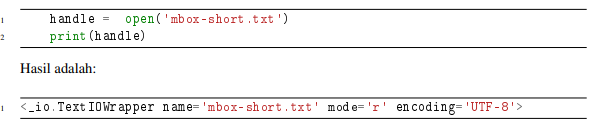 1 handle = open('mbox-short.txt')
2 print(handle)
Hasil adalah:
1 <_io.TextIOWrapper name='mbox-short.txt' mode='r' encoding='UTF-8'>